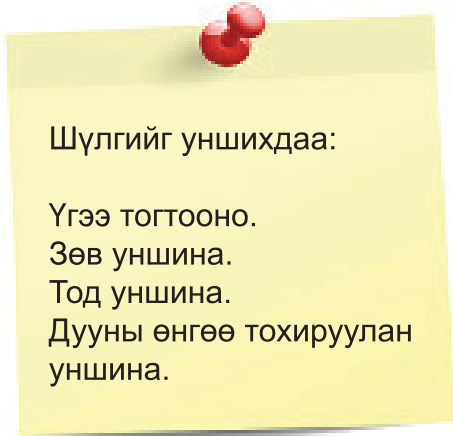 Шүлгийг уншихдаа:
Үгээ тогтооно.
Зөв уншина.
Тод уншина.
Дууны өнгөө тохируулан
уншина.